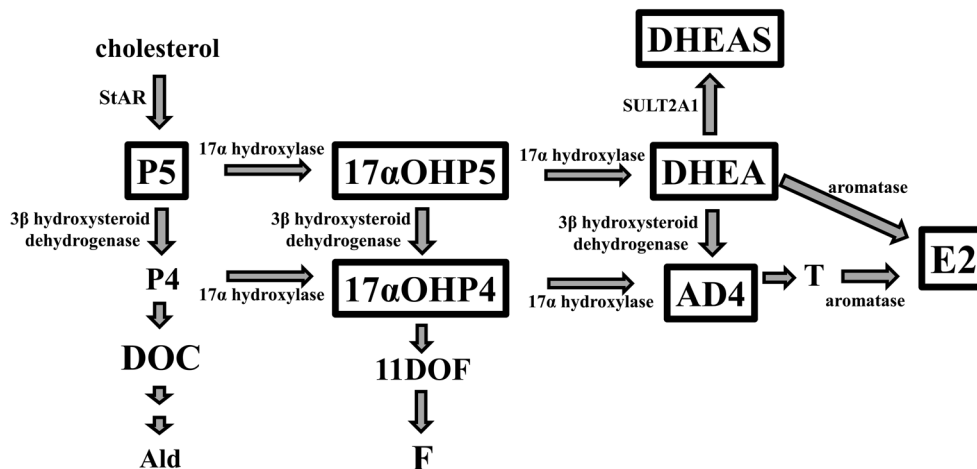 DHEAS
cholesterol
StAR
SULT2A1
17α hydroxylase
17α hydroxylase
P5
17αOHP5
DHEA
aromatase
3β hydroxysteroid
dehydrogenase
3β hydroxysteroid
dehydrogenase
3β hydroxysteroid
dehydrogenase
E2
P4
17α hydroxylase
17αOHP4
17α hydroxylase
AD4
T
aromatase
DOC
11DOF
Ald
F